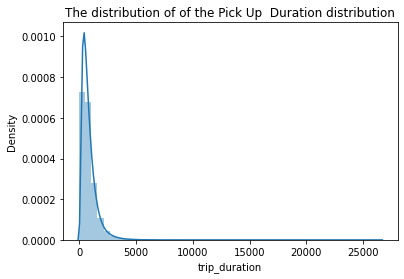 The distribution of of the Pick Up  Duration distribution
0.0010
0.0008
0.0006
0.0004
0.0002
0.0000
Density
0 5000 10000 15000 20000 25000
trip_duration